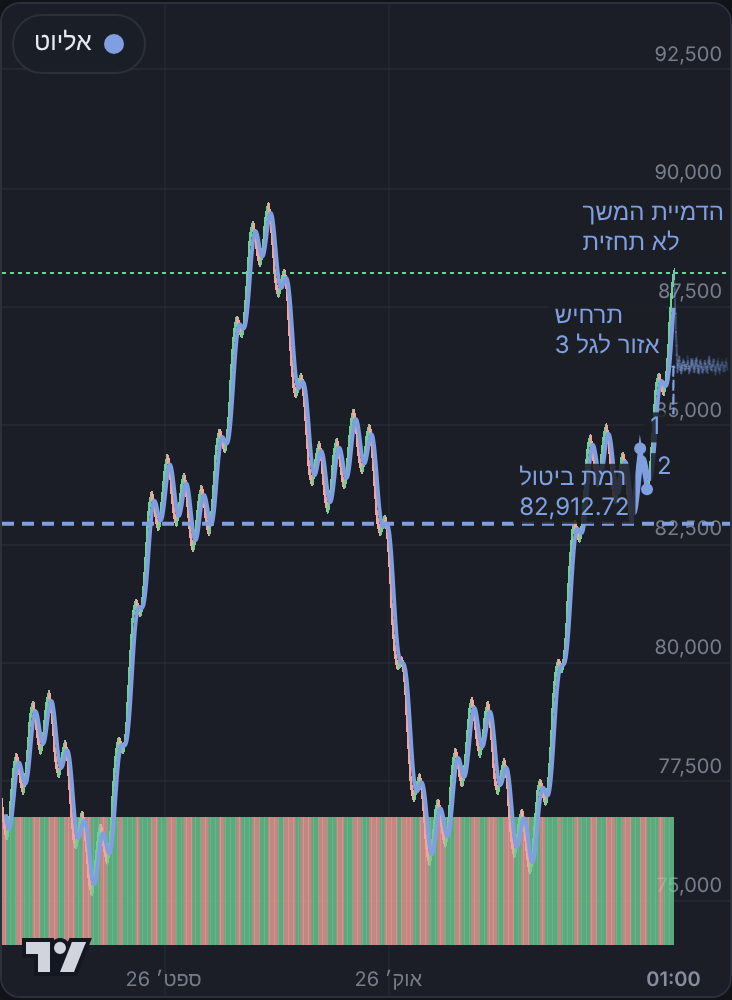 אליוט
92,500
90,000
הדמיית המשך
לא תחזית
87,500
תרחיש
אזור לגל 3
85,000
1
2
רמת ביטול
82,912.72
82,500
80,000
77,500
75,000
ספט׳ 26
אוק׳ 26
01:00